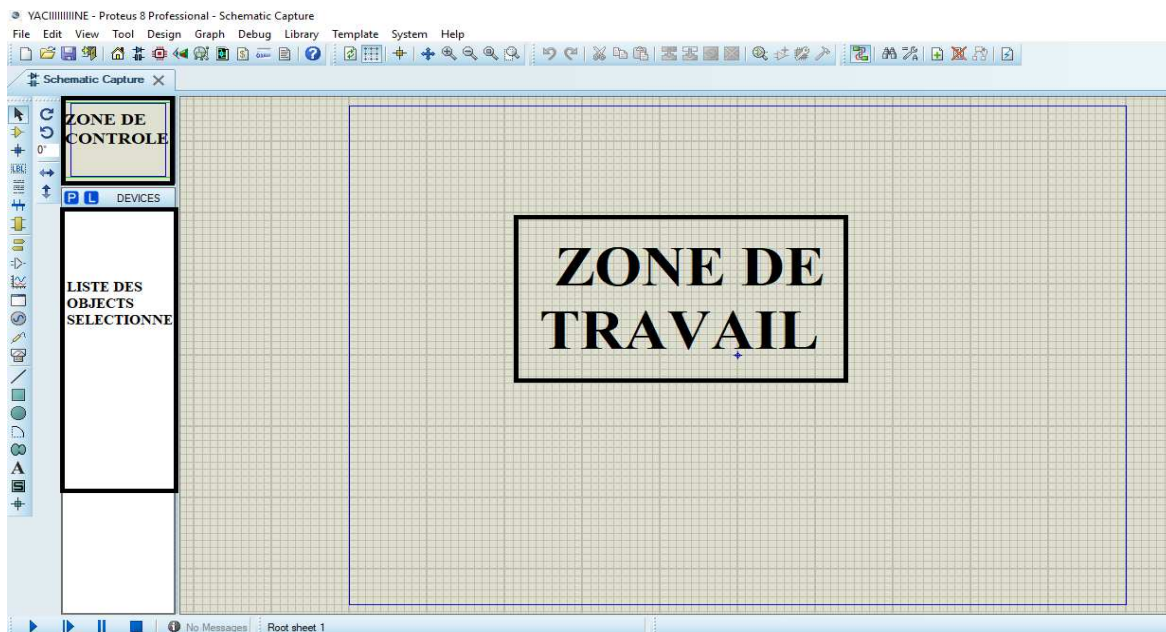 YACIIIIIIIINE - Proteus 8 Professional - Schematic Capture
File Edit View Tool Design Graph Debug Library Template System Help
Schematic Capture
ZONE DE
CONTROLE
0°
LBL
P L DEVICES
LISTE DES
OBJECTS
SELECTIONNE
ZONE DE
TRAVAIL
A
S
No Messages Root sheet 1